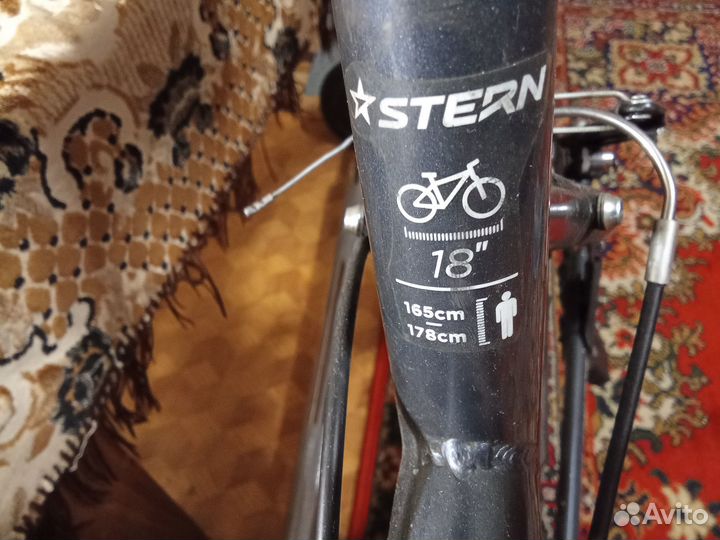 STERN
18"
165cm
178cm
Avito